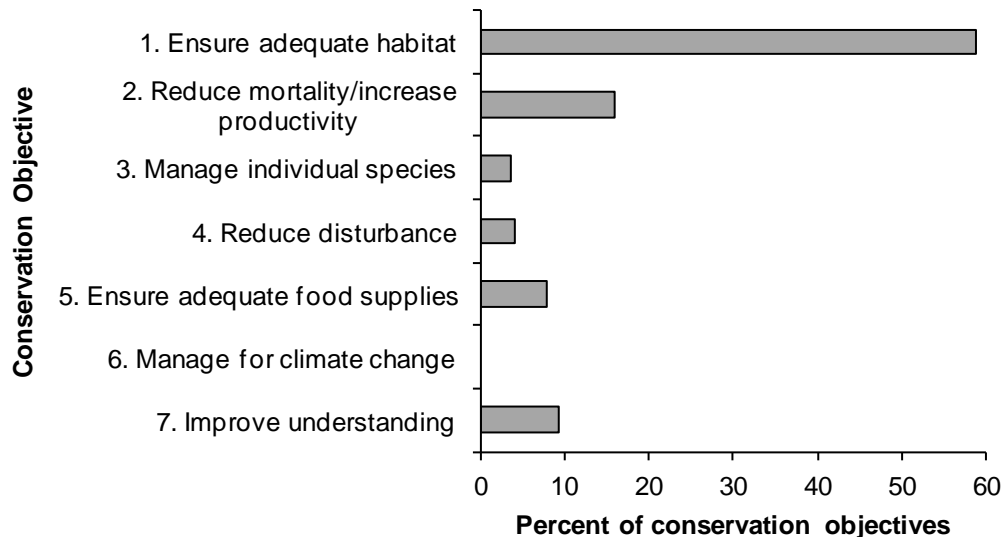 Conservation Objective
1. Ensure adequate habitat
2. Reduce mortality/increase
productivity
3. Manage individual species
4. Reduce disturbance
5. Ensure adequate food supplies
6. Manage for climate change
7. Improve understanding
0 10 20 30 40 50 60
Percent of conservation objectives